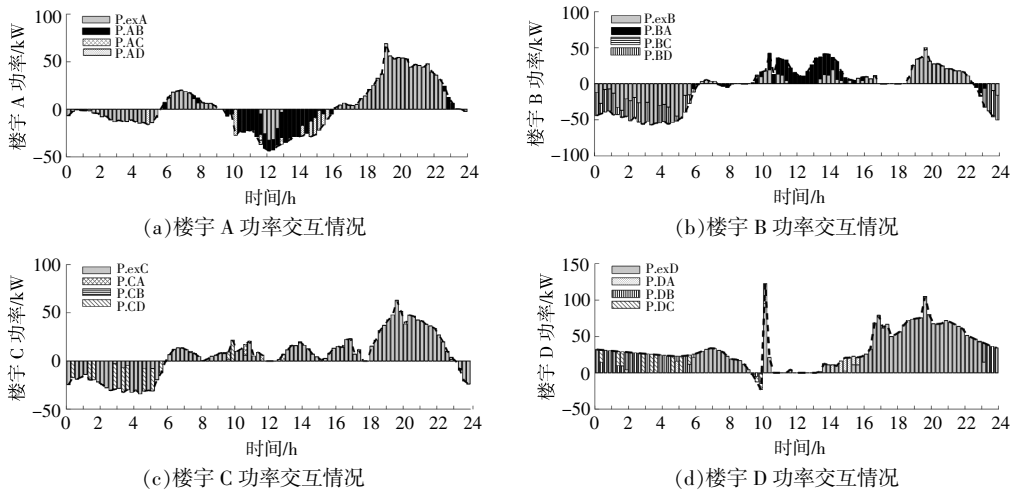 100
50
0
-50
楼宇 A 功率/kW
P.exA
P.AB
P.AC
P.AD
0 2 4 6 8 10 12 14 16 18 20 22 24
时间/h
(a)楼宇 A 功率交互情况
100
50
0
-50
-100
楼宇 B 功率/kW
P.exB
P.BA
P.BC
P.BD
0 2 4 6 8 10 12 14 16 18 20 22 24
时间/h
(b)楼宇 B 功率交互情况
100
50
0
-50
楼宇 C 功率/kW
P.exC
P.CA
P.CB
P.CD
0 2 4 6 8 10 12 14 16 18 20 22 24
时间/h
(c)楼宇 C 功率交互情况
150
100
50
0
-50
楼宇 D 功率/kW
P.exD
P.DA
P.DB
P.DC
0 2 4 6 8 10 12 14 16 18 20 22 24
时间/h
(d)楼宇 D 功率交互情况